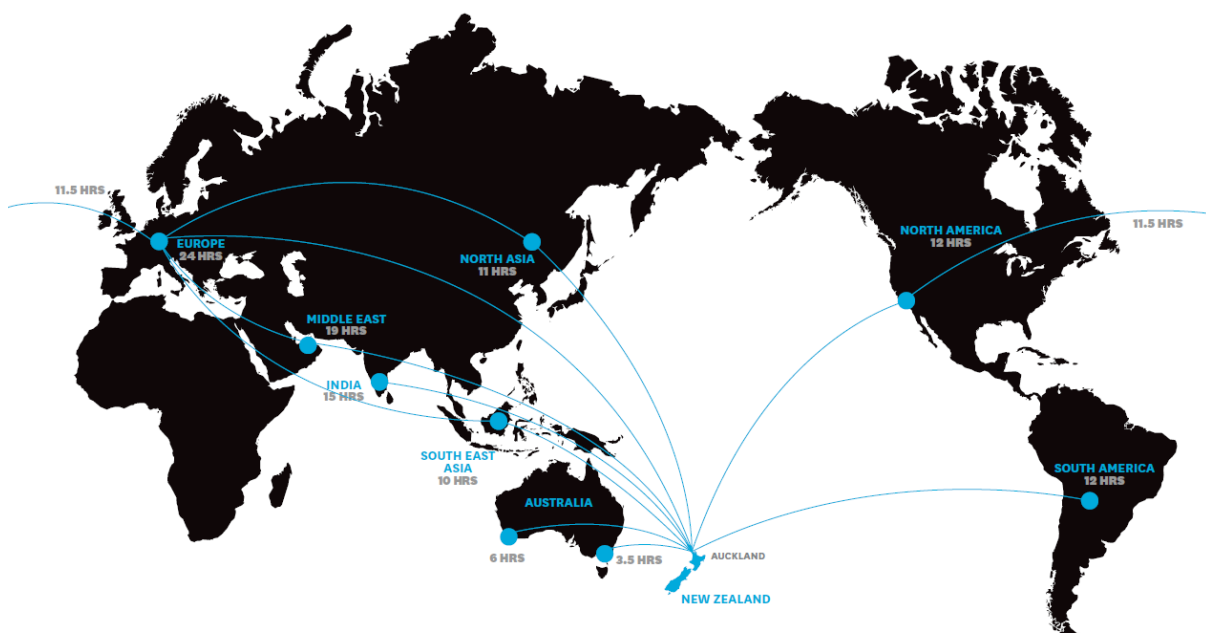 11.5 HRS
EUROPE
24 HRS
NORTH ASIA
11 HRS
NORTH AMERICA
12 HRS
11.5 HRS
MIDDLE EAST
19 HRS
INDIA
15 HRS
SOUTH EAST
ASIA
10 HRS
SOUTH AMERICA
12 HRS
AUSTRALIA
6 HRS
3.5 HRS
AUCKLAND
NEW ZEALAND